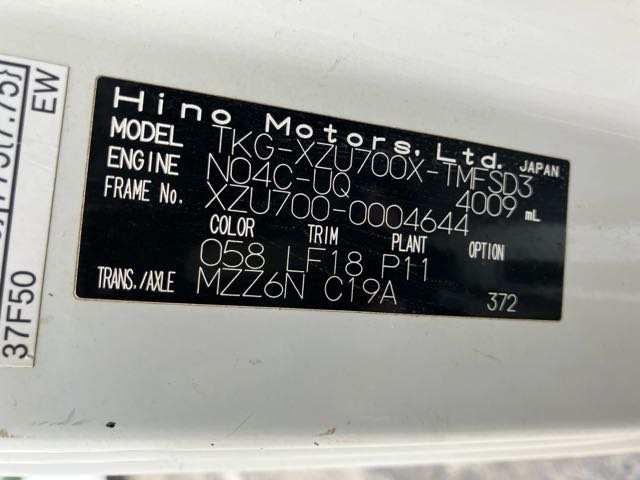 Hino Motors, Ltd. JAPAN
MODEL TKG-XZU700X-TMFSD3
ENGINE N04C-UQ 4009 mL
FRAME No. XZU700-0004644
COLOR TRIM PLANT OPTION
058 LF18 P11
TRANS./AXLE MZZ6N C19A 372
EW
37F50